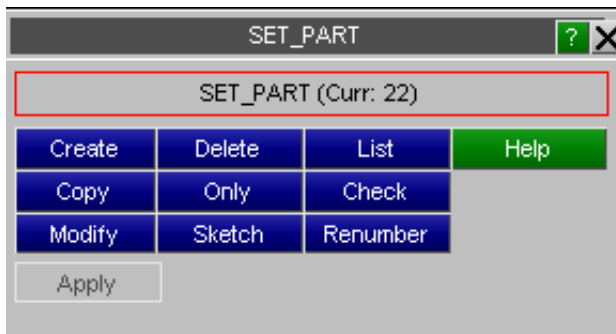 SET_PART ? X
SET_PART (Curr: 22)
Create Delete List Help
Copy Only Check
Modify Sketch Renumber
Apply